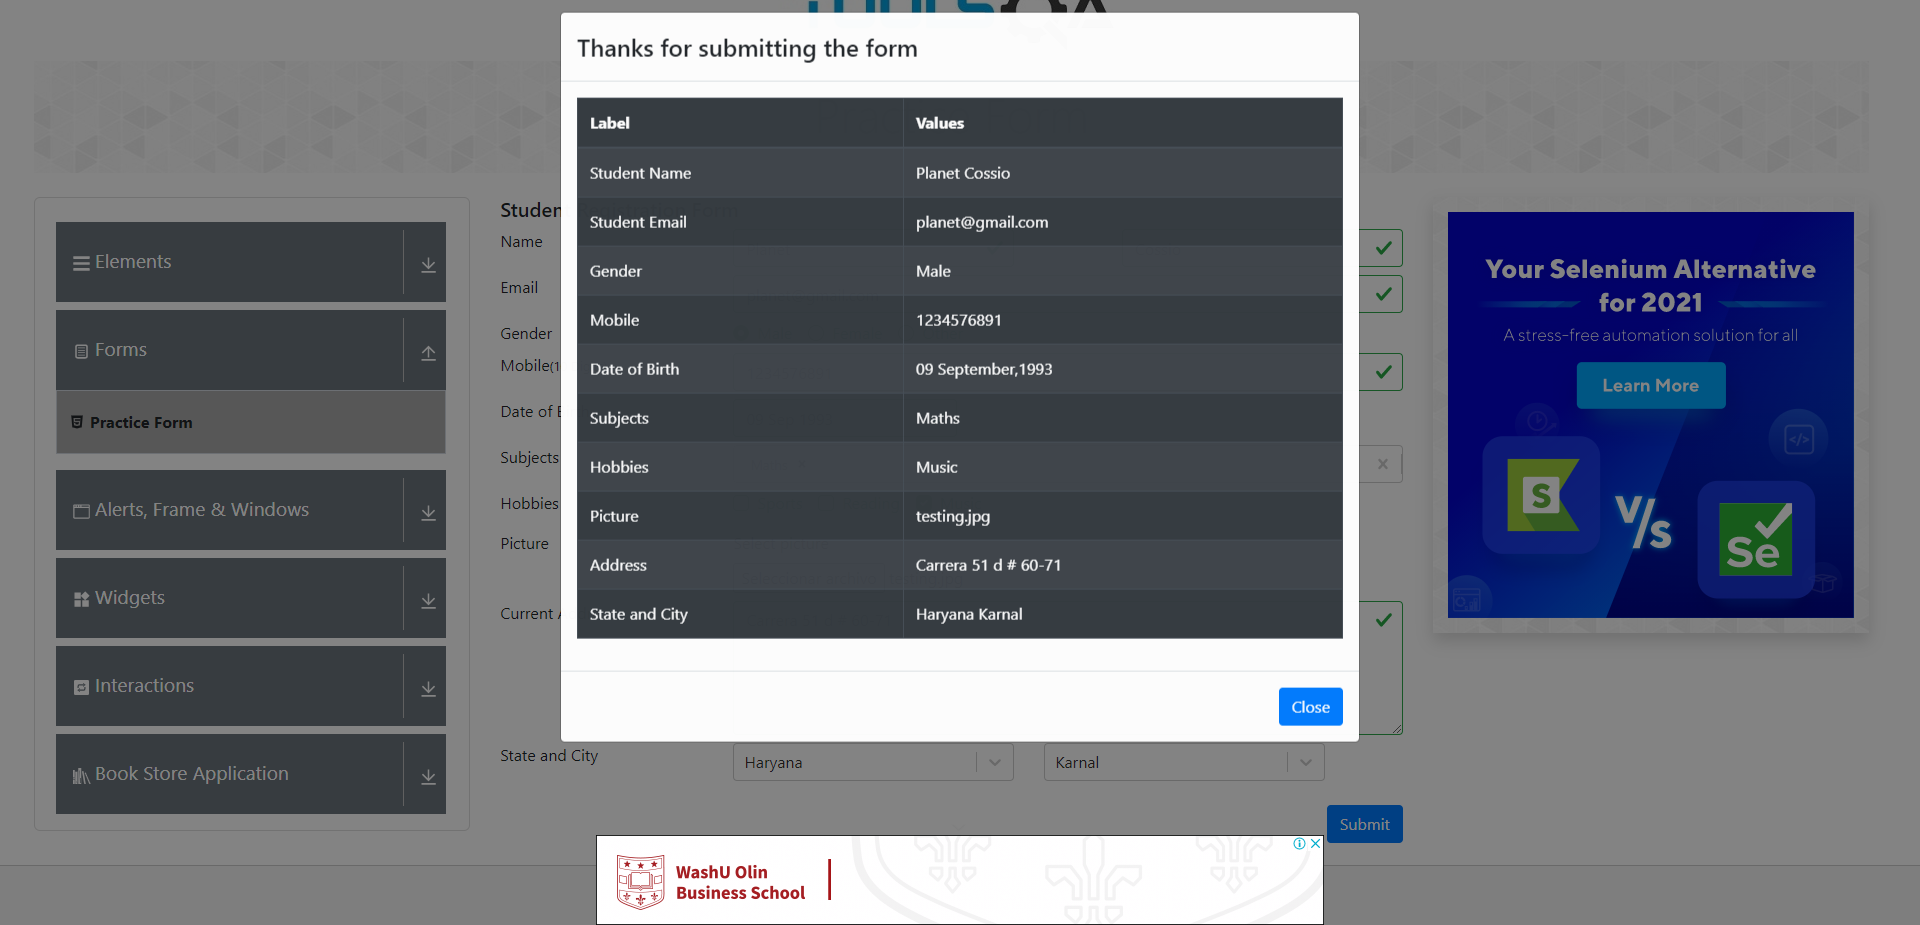 Thanks for submitting the form
Label Values
Student Name Planet Cossio
Student Email planet@gmail.com
Gender Male
Mobile 1234576891
Date of Birth 09 September,1993
Subjects Maths
Hobbies Music
Picture testing.jpg
Address Carrera 51 d # 60-71
State and City Haryana Karnal
Close
Elements
Forms
Practice Form
Alerts, Frame & Windows
Widgets
Interactions
Book Store Application
Name
Email
Gender
Date of
Subjects
Hobbies
Picture
Current
State and City
Haryana
Karnal
Submit
Your Selenium Alternative
for 2021
A stress-free automation solution for all
Learn More
S
V/s
Se
WashU Olin
Business School